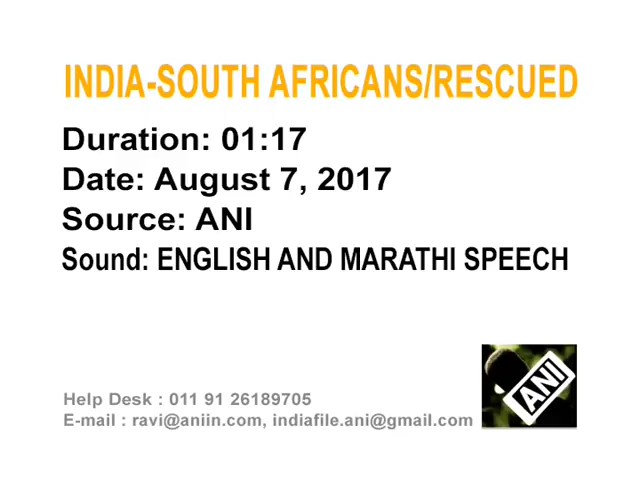 INDIA-SOUTH AFRICANS/RESCUED
Duration: 01:17
Date: August 7, 2017
Source: ANI
Sound: ENGLISH AND MARATHI SPEECH
ANI
Help Desk : 011 91 26189705
E-mail : ravi@aniin.com, indiafile.ani@gmail.com